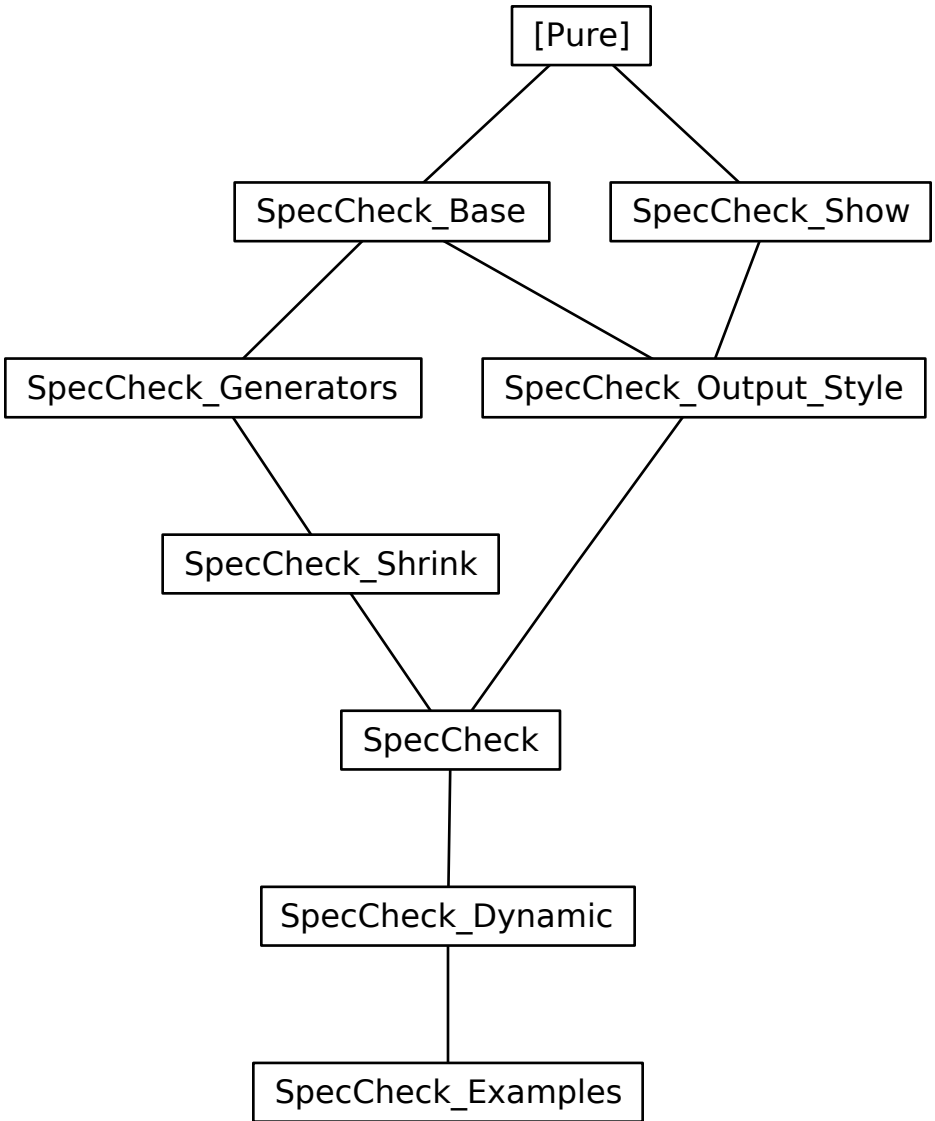 [Pure]
SpecCheck_Base
SpecCheck_Show
SpecCheck_Generators
SpecCheck_Output_Style
SpecCheck_Shrink
SpecCheck
SpecCheck_Dynamic
SpecCheck_Examples